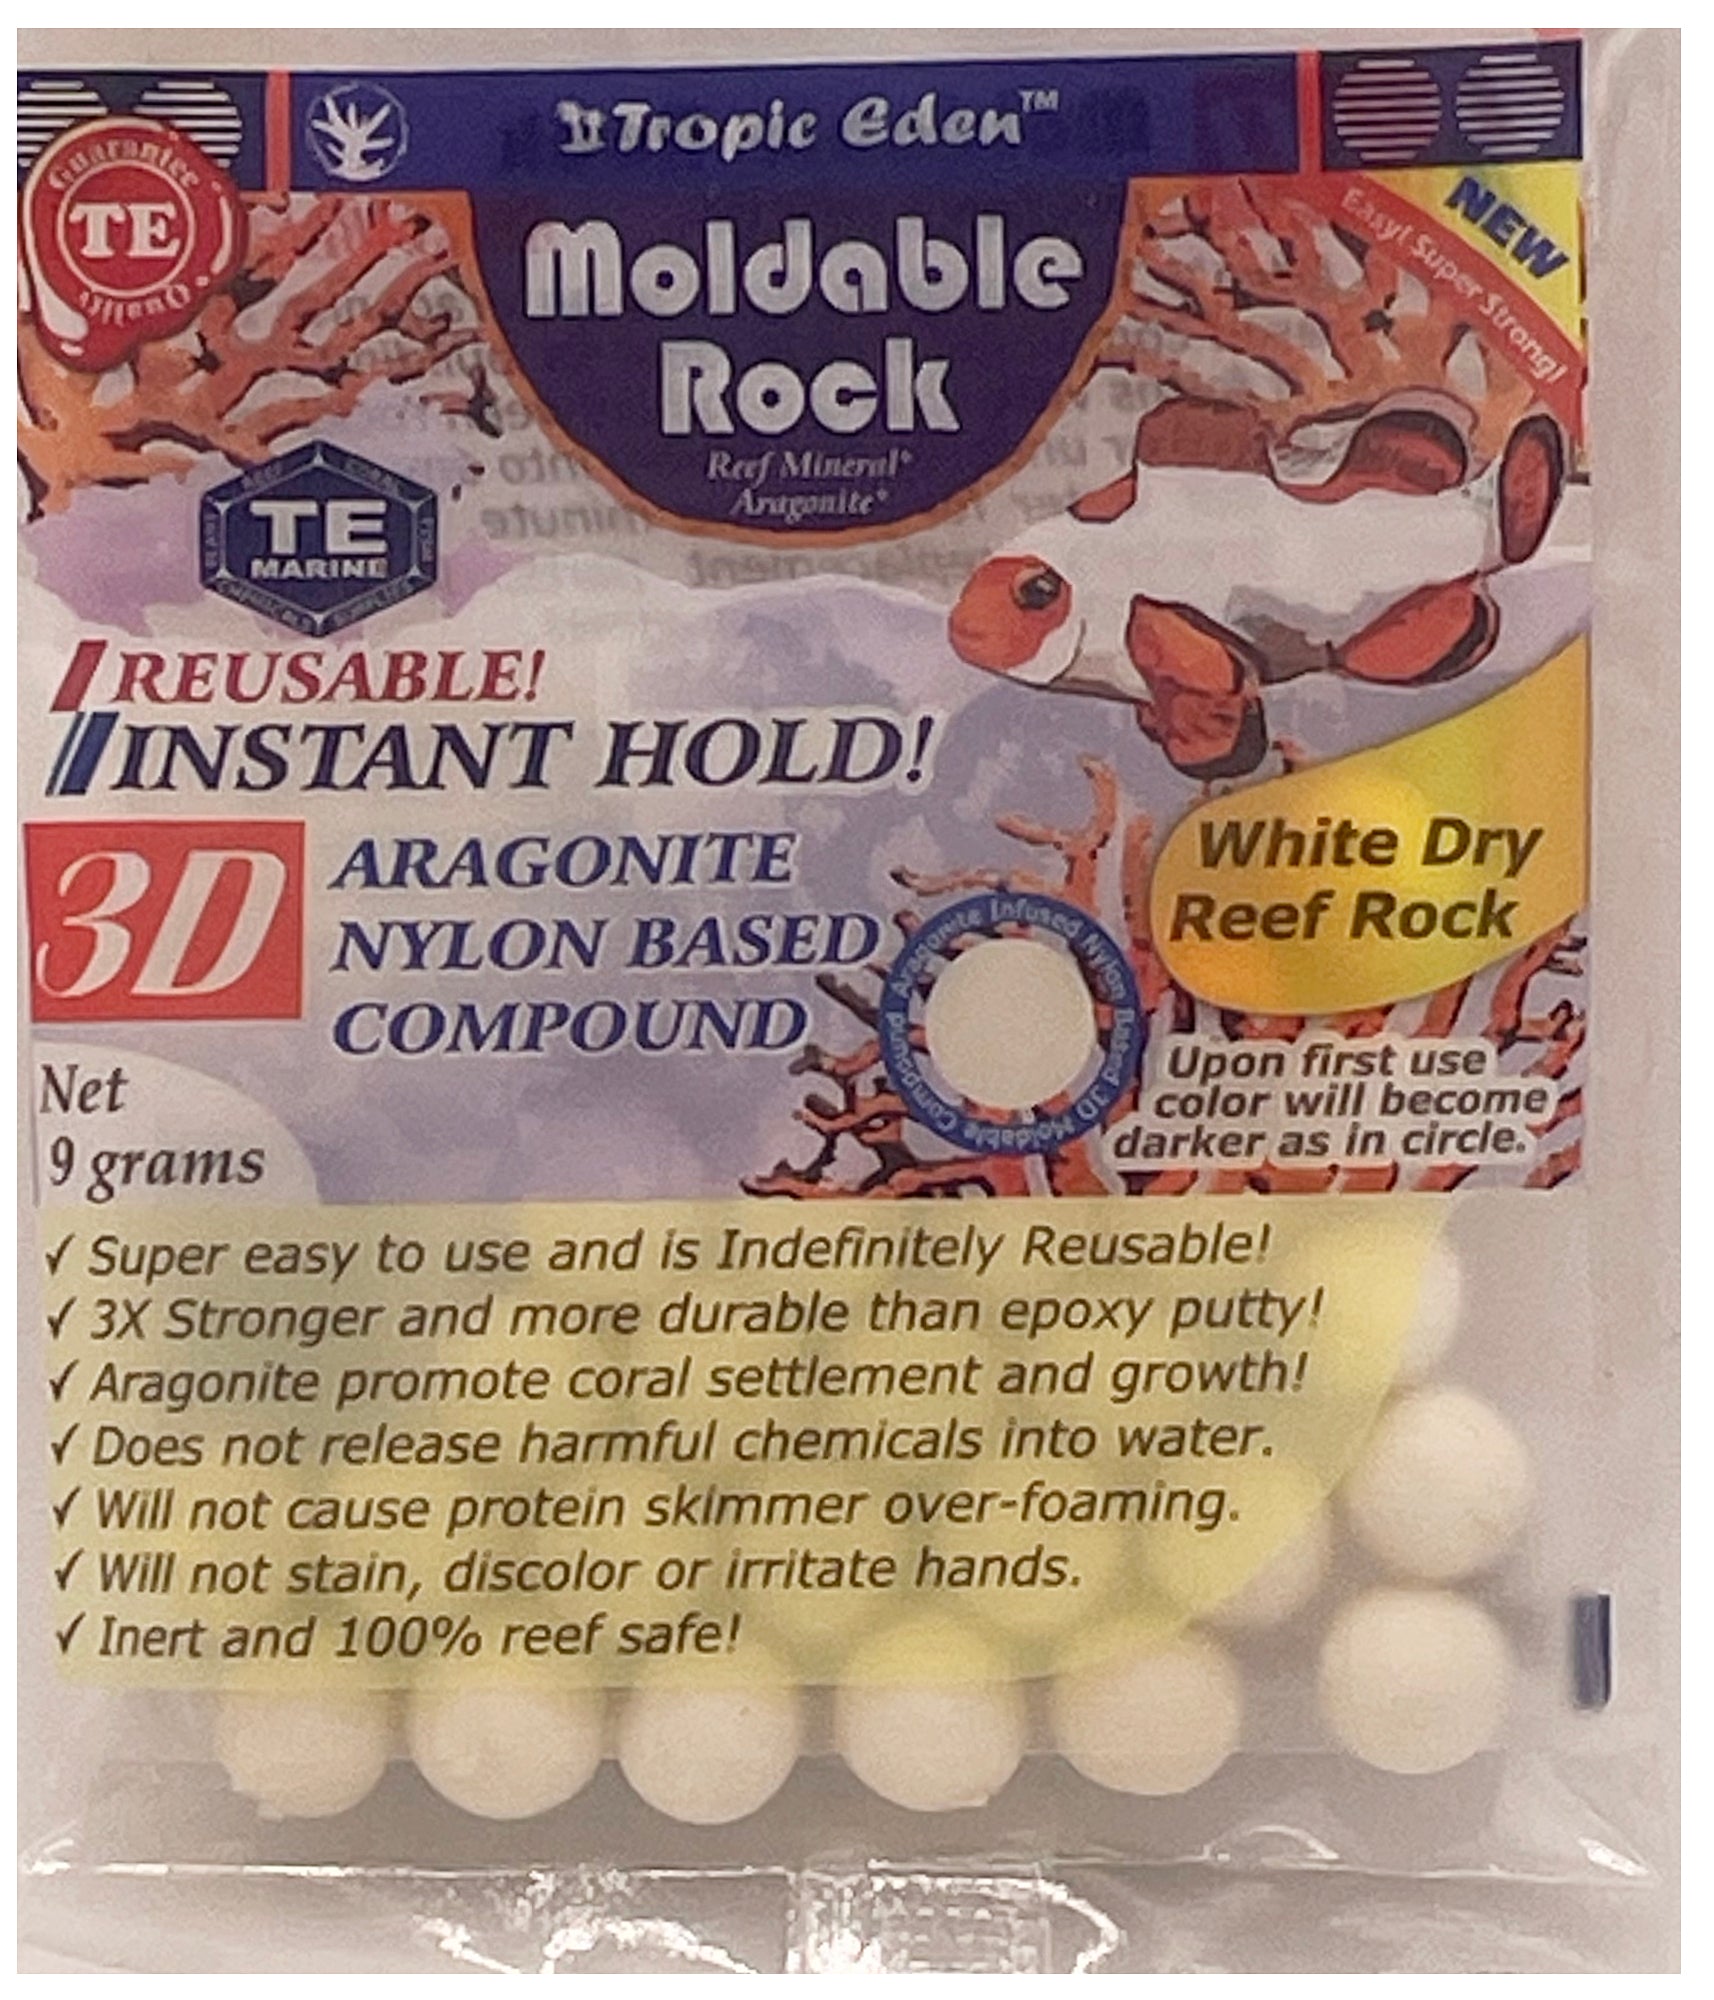 Tropic Eden™
Guarantee
TE
Quality
Moldable
Rock
Reef Mineral®
Aragonite®
NEW
Easy! Super Strong!
TE
MARINE
REUSABLE!
INSTANT HOLD!
3D
ARAGONITE
NYLON BASED
COMPOUND
Aragonite Infused Nylon Based 3D Moldable Compound
White Dry
Reef Rock
Upon first use
color will become
darker as in circle.
Net
9 grams
✓ Super easy to use and is Indefinitely Reusable!
✓ 3X Stronger and more durable than epoxy putty!
✓ Aragonite promote coral settlement and growth!
✓ Does not release harmful chemicals into water.
✓ Will not cause protein skimmer over-foaming.
✓ Will not stain, discolor or irritate hands.
✓ Inert and 100% reef safe!